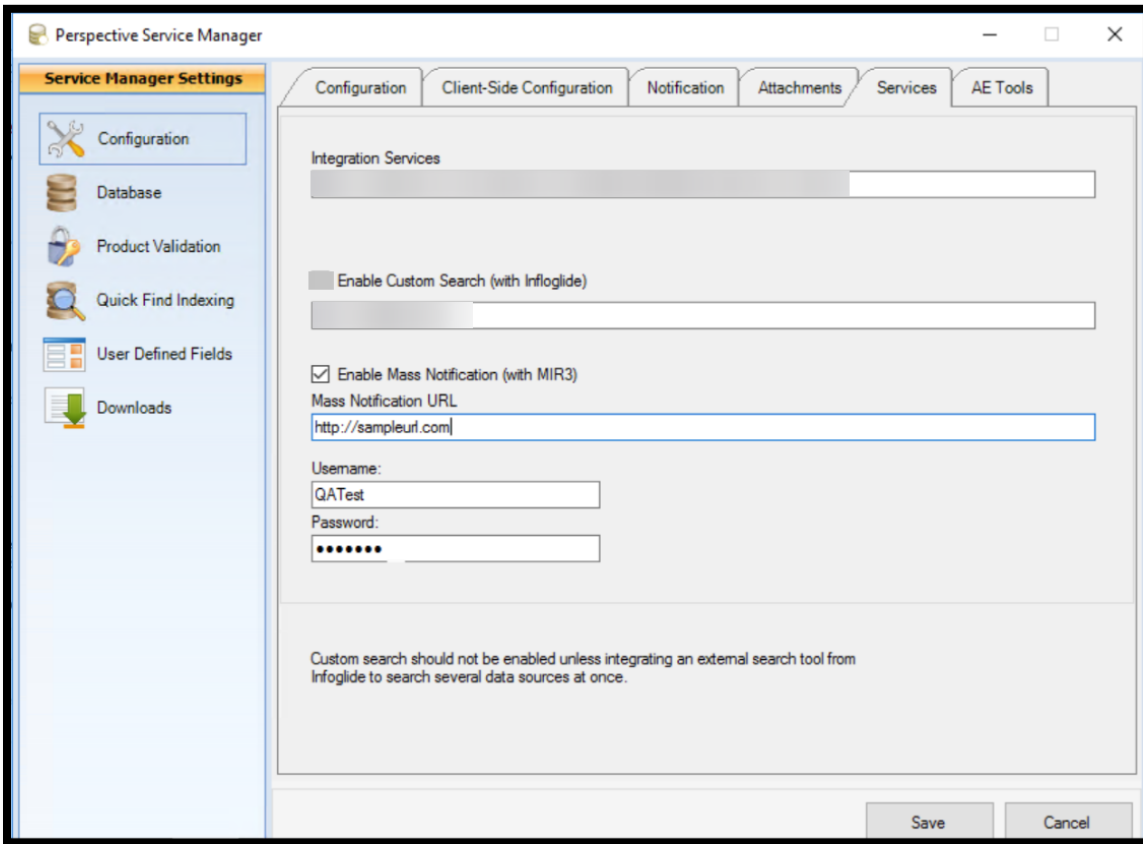 Perspective Service Manager
Service Manager Settings
Configuration
Database
Product Validation
Quick Find Indexing
User Defined Fields
Downloads
Configuration
Client-Side Configuration
Notification
Attachments
Services
AE Tools
Integration Services
Enable Custom Search (with Infloglide)
Enable Mass Notification (with MIR3)
Mass Notification URL
http://sampleurl.com
Username:
QATest
Password:
•••••••
Custom search should not be enabled unless integrating an external search tool from
Infoglide to search several data sources at once.
Save
Cancel